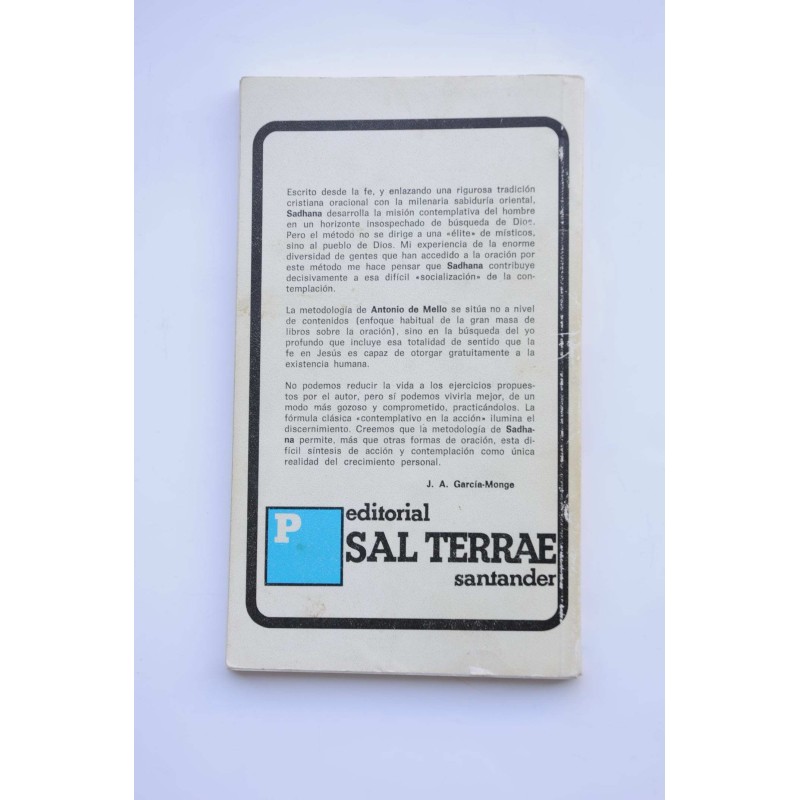 Escrito desde la fe, y enlazando una rigurosa tradición
cristiana oracional con la milenaria sabiduría oriental,
Sadhana desarrolla la misión contemplativa del hombre
en un horizonte insospechado de búsqueda de Dios.
Pero el método no se dirige a una «élite» de místicos,
sino al pueblo de Dios. Mi experiencia de la enorme
diversidad de gentes que han accedido a la oración por
este método me hace pensar que Sadhana contribuye
decisivamente a esa difícil «socialización» de la con-
templación.
La metodología de Antonio de Mello se sitús no a nivel
de contenidos (enfoque habitual de la gran masa de
libros sobre la oración), sino en la búsqueda del yo
profundo que incluye esa totalidad de sentido que la
fe en Jesús es capaz de otorgar gratuitamente a la
existencia humana.
No podemos reducir la vida a los ejercicios propues-
tos por el autor, pero sí podemos vivirla mejor, de un
modo más gozoso y comprometido, practicándolos. La
fórmula clásica «contemplativo en la acción» ilumina el
discernimiento. Creemos que la metodología de Sadha-
na permite, más que otras formas de oración, esta di-
fícil síntesis de acción y contemplación como única
realidad del crecimiento personal.
J. A. García-Monge
P
editorial
SAL TERRAE
santander